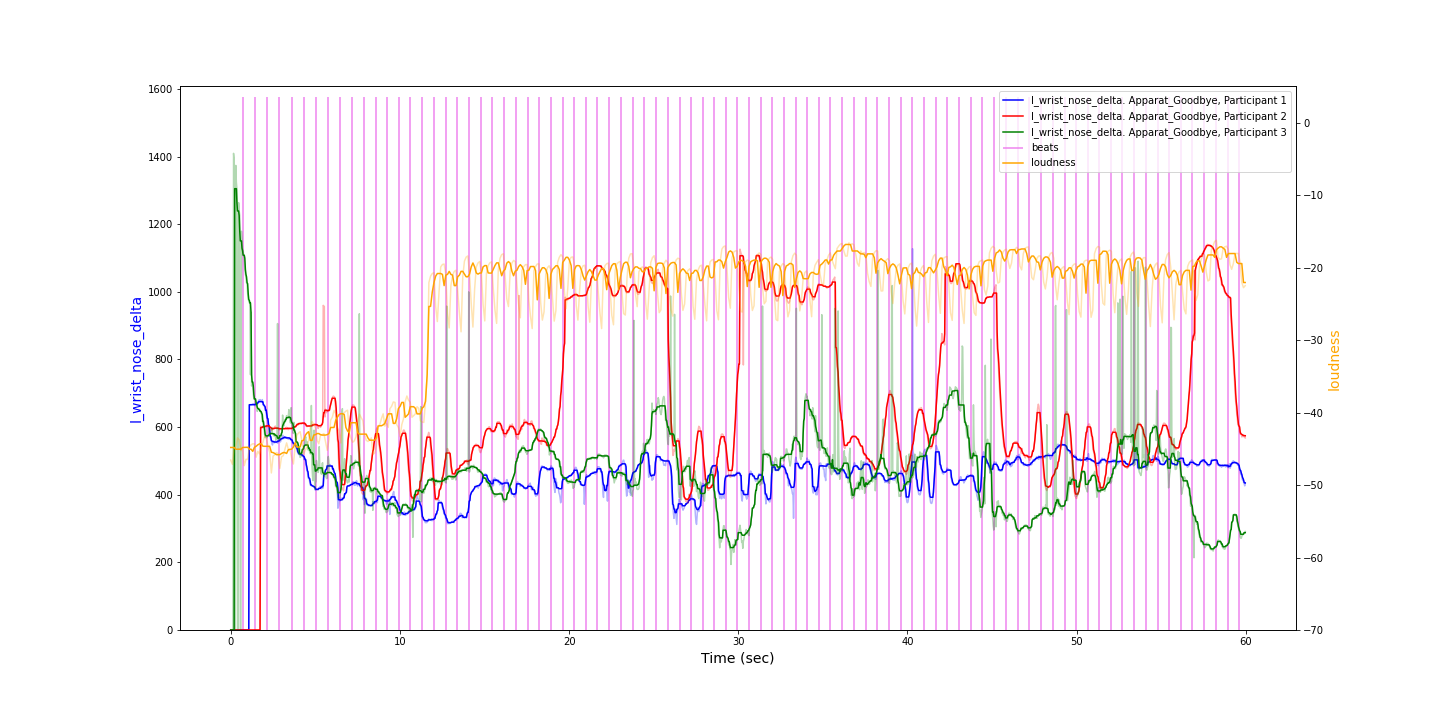 l_wrist_nose_delta. Apparat_Goodbye, Participant 1
l_wrist_nose_delta. Apparat_Goodbye, Participant 2
l_wrist_nose_delta. Apparat_Goodbye, Participant 3
beats
loudness
1600
1400
1200
1000
800
600
400
200
0
l_wrist_nose_delta
0
−10
−20
−30
−40
−50
−60
−70
loudness
0 10 20 30 40 50 60
Time (sec)